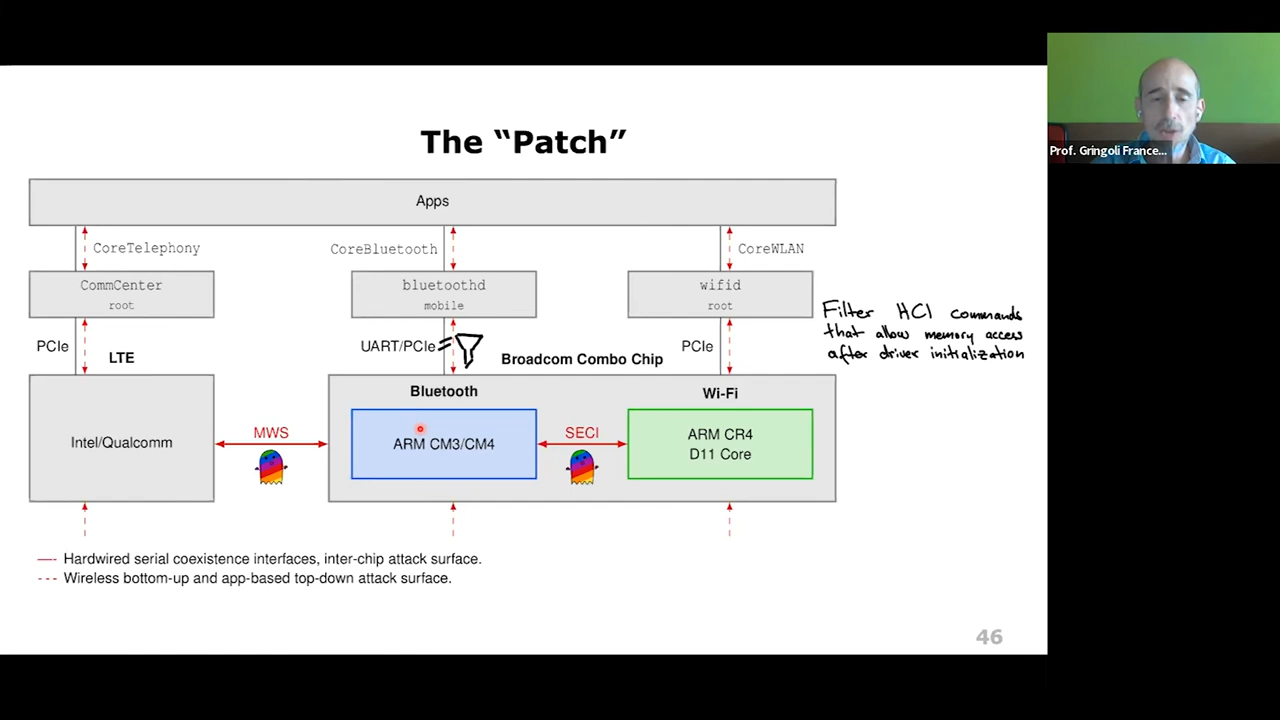 The “Patch”
Apps
CoreTelephony
CoreBluetooth
CoreWLAN
CommCenter
root
bluetoothd
mobile
wifid
root
Filter HCI commands
that allow memory access
after driver initialization
PCIe
LTE
UART/PCIe
Broadcom Combo Chip
PCIe
Bluetooth
Wi-Fi
Intel/Qualcomm
MWS
ARM CM3/CM4
SECI
ARM CR4
D11 Core
Hardwired serial coexistence interfaces, inter-chip attack surface.
Wireless bottom-up and app-based top-down attack surface.
46
Prof. Gringoli France...